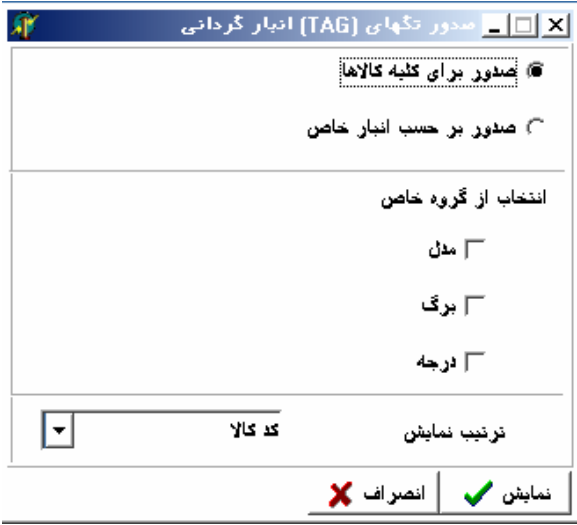 صدور تگهای (TAG) انبار گردانی
صدور برای کلیه کالاها
صدور بر حسب انبار خاص
انتخاب از گروه خاص
مدل
برگ
درجه
ترتیب نمایش کد کالا
نمایش انصراف